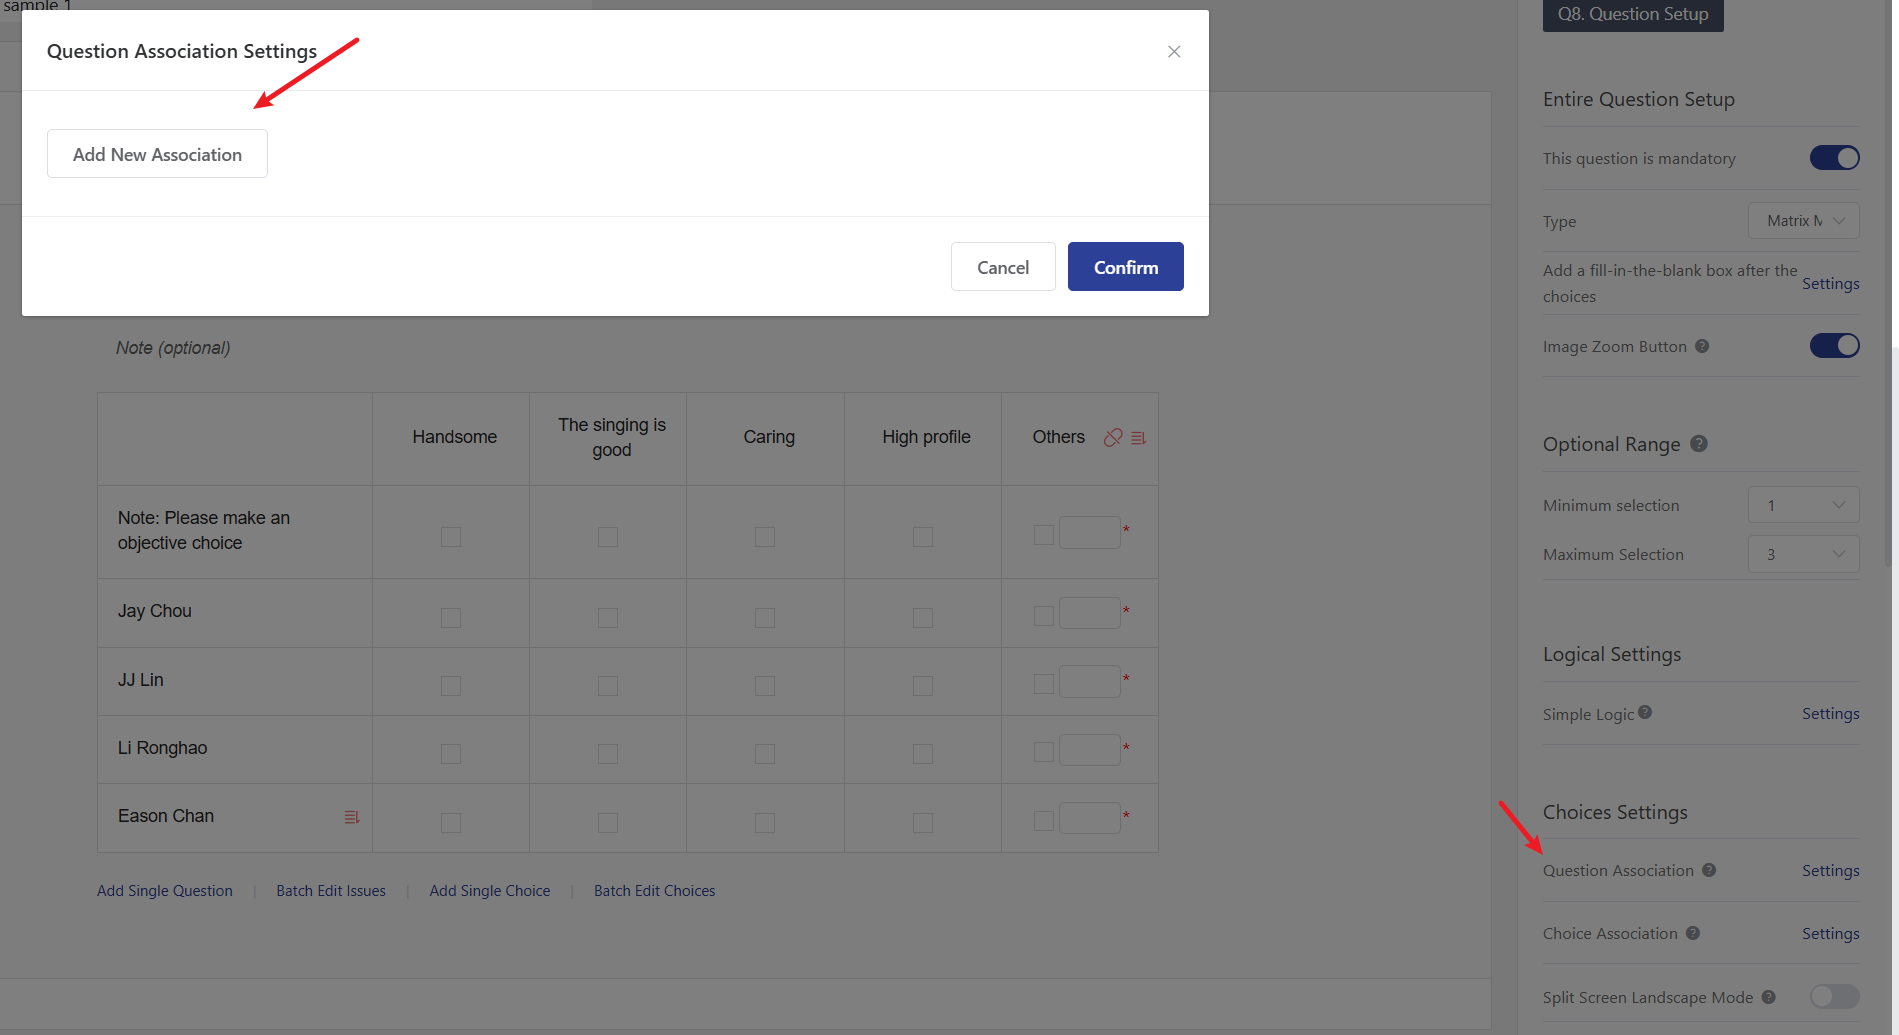 sample 1
Question Association Settings
Add New Association
Cancel
Confirm
Note (optional)
Handsome
The singing is
good
Caring
High profile
Others
Note: Please make an
objective choice
*
Jay Chou
*
JJ Lin
*
Li Ronghao
*
Eason Chan
*
Add Single Question
Batch Edit Issues
Add Single Choice
Batch Edit Choices
Q8. Question Setup
Entire Question Setup
This question is mandatory
Type
Matrix M
Add a fill-in-the-blank box after the
choices
Settings
Image Zoom Button ?
Optional Range ?
Minimum selection
1
Maximum Selection
3
Logical Settings
Simple Logic ?
Settings
Choices Settings
Question Association ?
Settings
Choice Association ?
Settings
Split Screen Landscape Mode ?